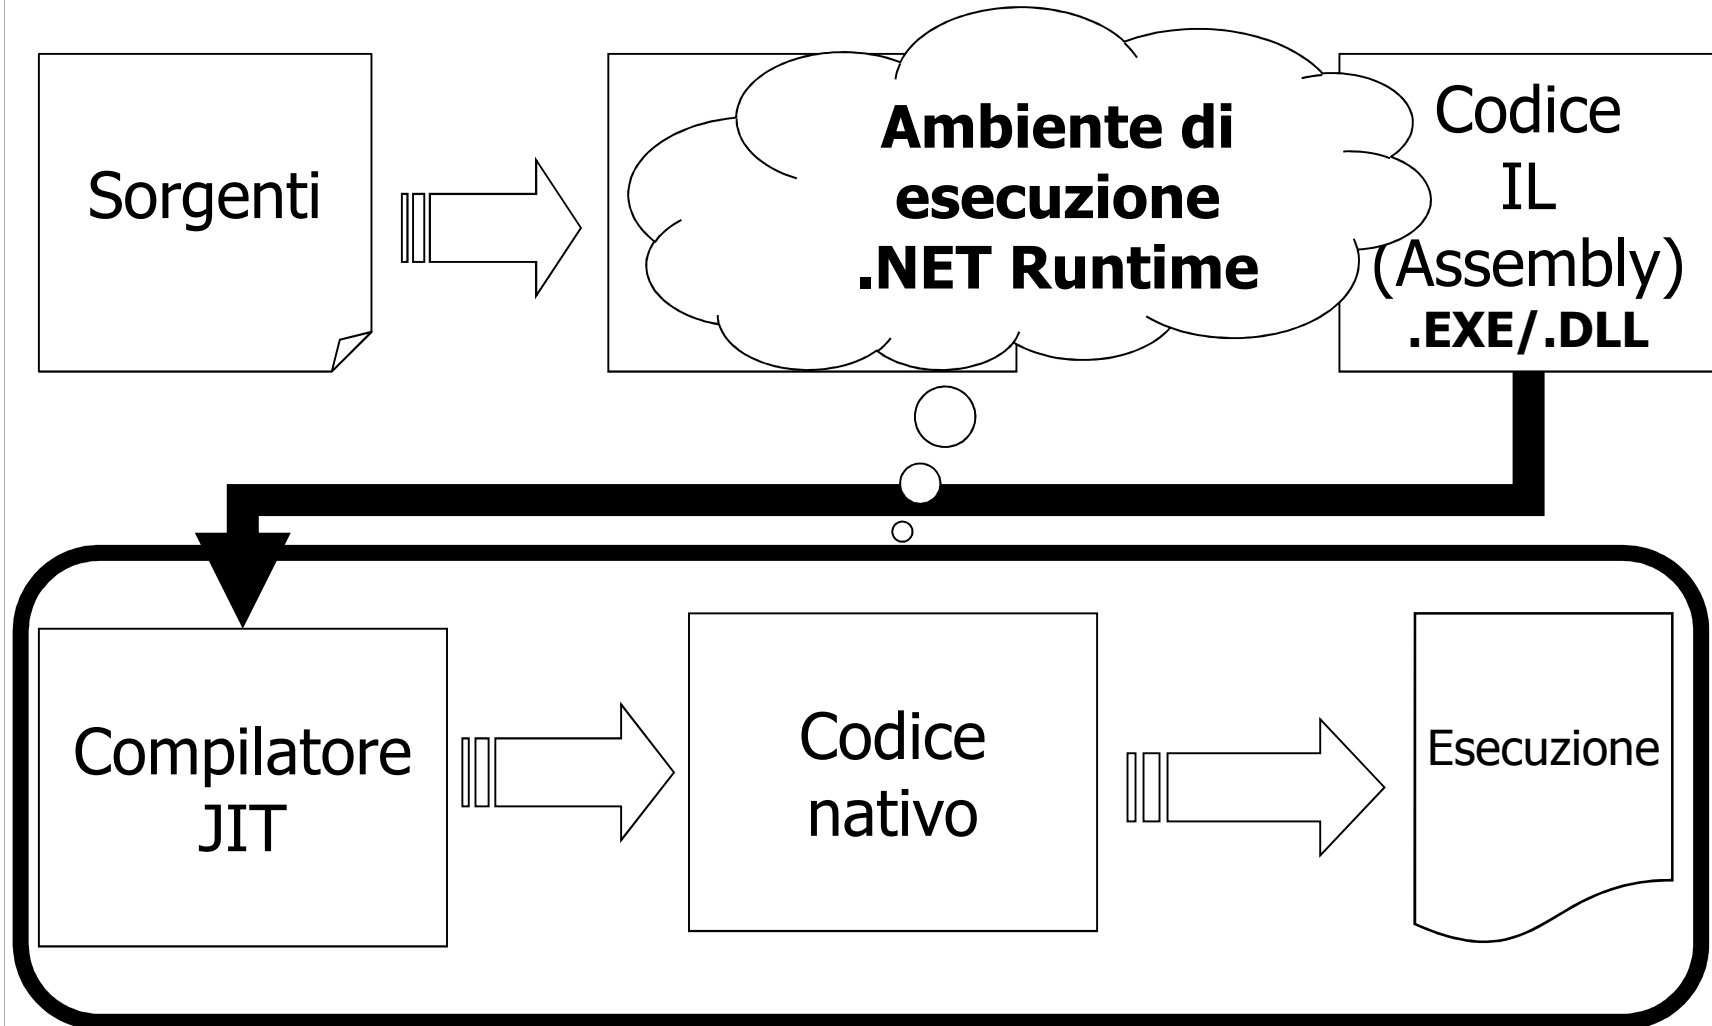 Sorgenti
Ambiente di
esecuzione
.NET Runtime
Codice
IL
(Assembly)
.EXE/.DLL
Compilatore
JIT
Codice
nativo
Esecuzione